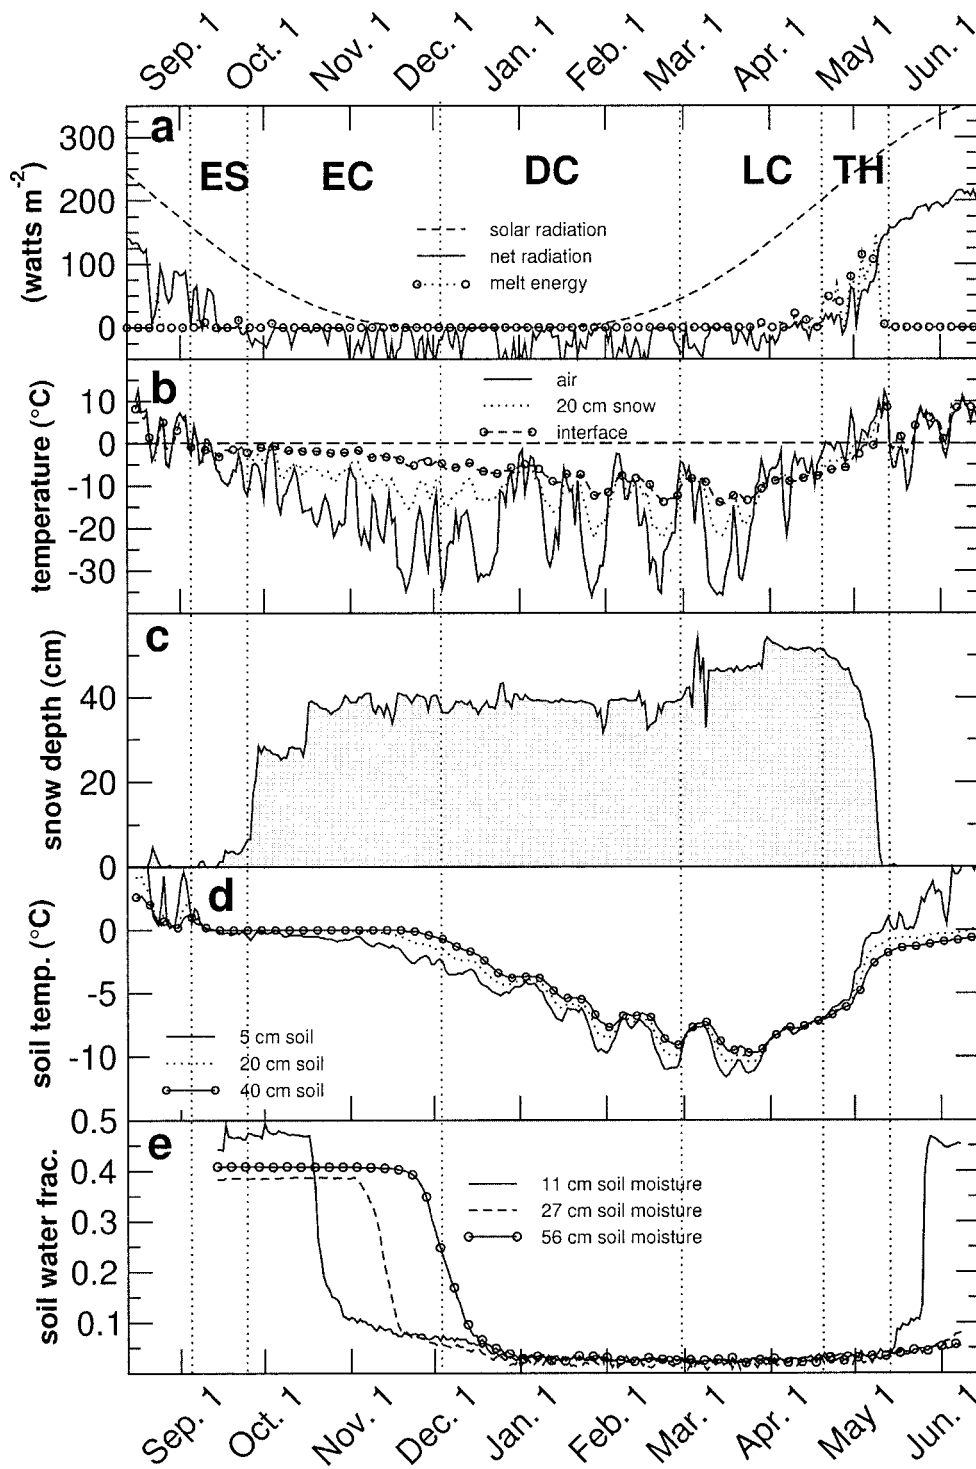 Sep. 1 Oct. 1 Nov. 1 Dec. 1 Jan. 1 Feb. 1 Mar. 1 Apr. 1 May 1 Jun. 1
a
ES EC DC LC TH
(watts m-2)
300
200
100
0
solar radiation
net radiation
melt energy
b
temperature (°C)
10
0
-10
-20
-30
air
20 cm snow
interface
c
snow depth (cm)
40
20
0
d
soil temp. (°C)
0
-5
-10
5 cm soil
20 cm soil
40 cm soil
e
soil water frac.
0.5
0.4
0.3
0.2
0.1
11 cm soil moisture
27 cm soil moisture
56 cm soil moisture
Sep. 1 Oct. 1 Nov. 1 Dec. 1 Jan. 1 Feb. 1 Mar. 1 Apr. 1 May 1 Jun. 1